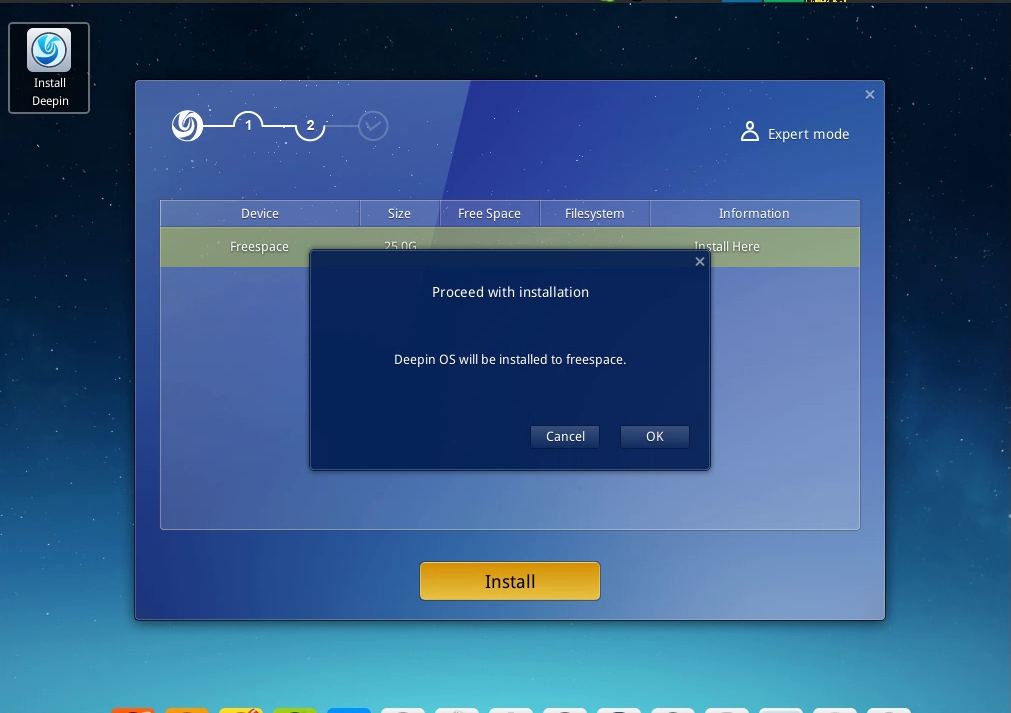 Install
Deepin
1
2
Expert mode
Device Size Free Space Filesystem Information
Freespace 25.0G Install Here
Proceed with installation
Deepin OS will be installed to freespace.
Cancel OK
Install